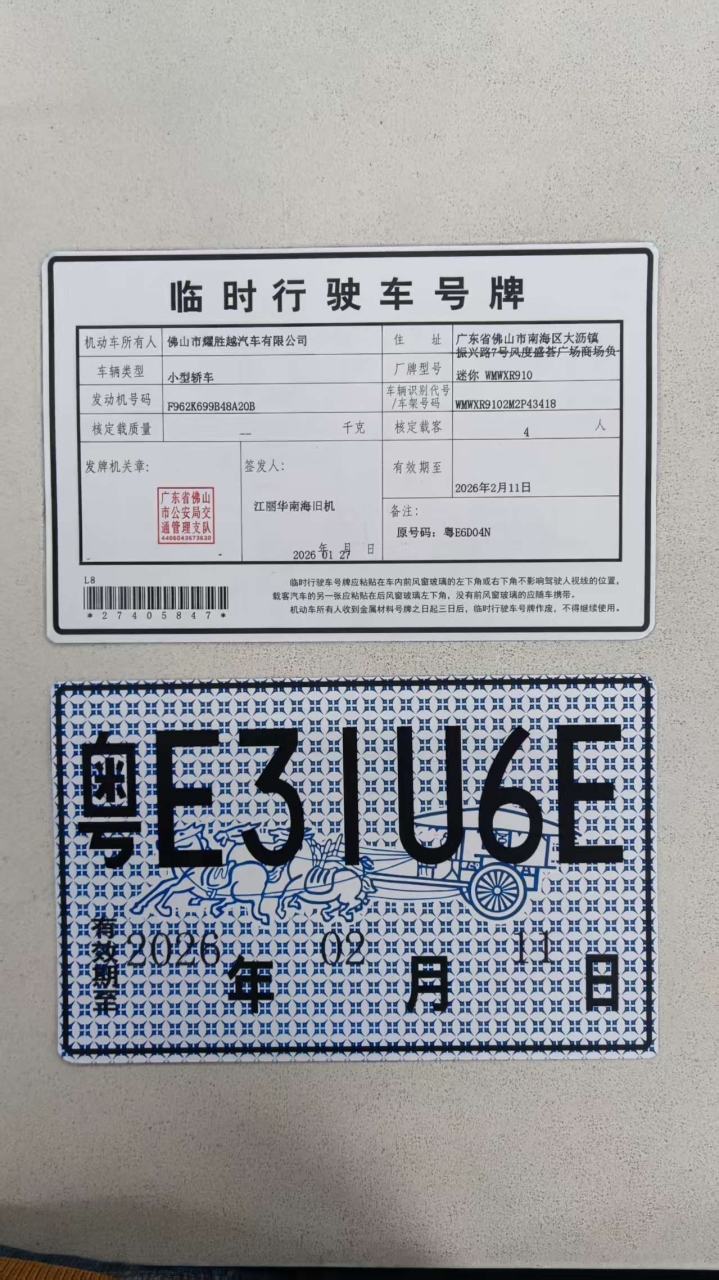 临时行驶车号牌
机动车所有人 佛山市耀胜越汽车有限公司 住 址 广东省佛山市南海区大沥镇
振兴路7号风度盛荟广场商场负一
车辆类型 小型轿车 厂牌型号 迷你 WMWXR910
发动机号码 F962K699B48A20B 车辆识别代号
/车架号码 WMWXR9102M2P43418
核定载质量 — 千克 核定载客 4 人
发牌机关章: 签发人: 有效期至
广东省佛山
市公安局交
通管理支队
4406043673630
江丽华南海旧机
2026年2月11日
备注:
原号码: 粤E6D04N
年 月 日
2026 01 27
L8
*27405847*
临时行驶车号牌应粘贴在车内前风窗玻璃的左下角或右下角不影响驾驶人视线的位置,
载客汽车的另一张应粘贴在后风窗玻璃左下角,没有前风窗玻璃的应随车携带。
机动车所有人收到金属材料号牌之日起三日后,临时行驶车号牌作废,不得继续使用。
粤E31U6E
有效期至 2026年 02月 11日